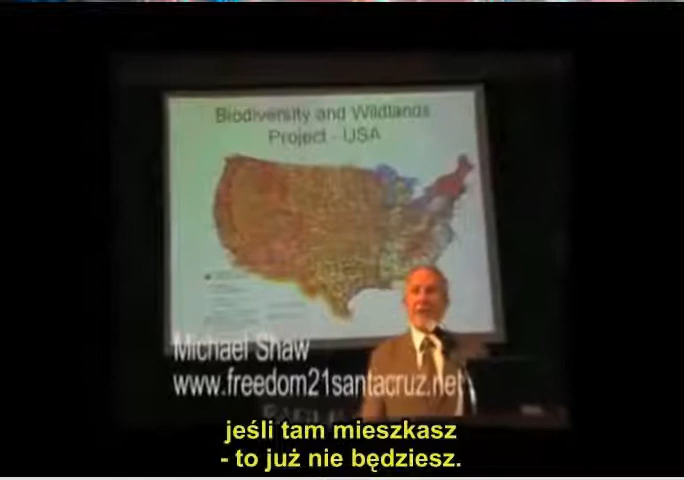 Biodiversity and Wildlands
Project - USA
Michael Shaw
www.freedom21santacruz.net
jeśli tam mieszkasz
- to już nie będziesz.